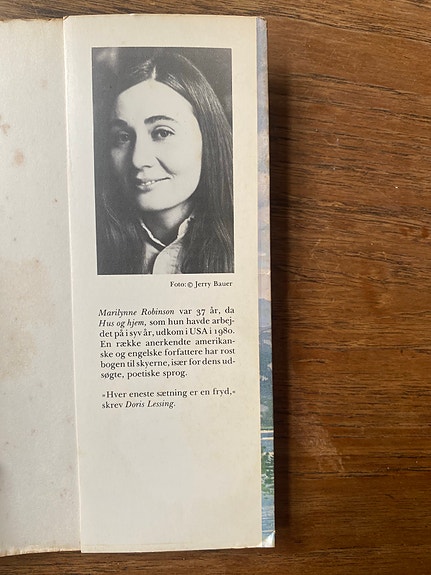 Foto: © Jerry Bauer
Marilynne Robinson var 37 år, da
Hus og hjem, som hun havde arbej-
det på i syv år, udkom i USA i 1980.
En række anerkendte amerikan-
ske og engelske forfattere har rost
bogen til skyerne, især for dens ud-
søgte, poetiske sprog.
»Hver eneste sætning er en fryd,«
skrev Doris Lessing.